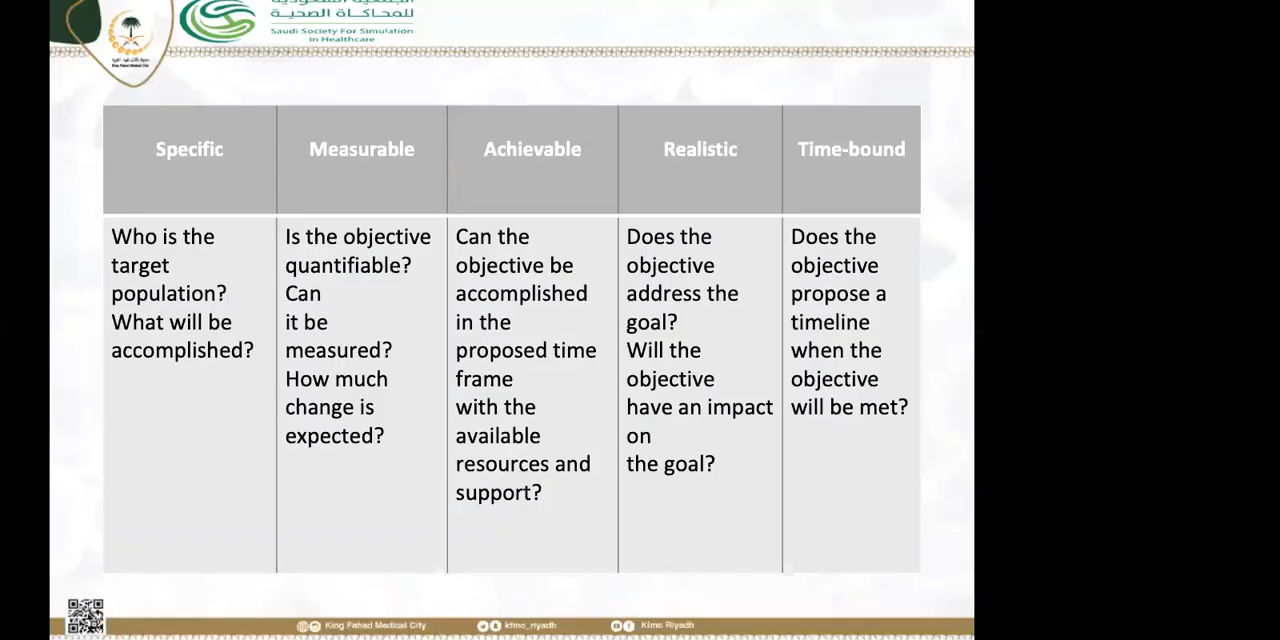 للمحاكاة الصحية
Saudi Society For Simulation
in Healthcare
King Fahad Medical City
Specific
Measurable
Achievable
Realistic
Time-bound
Who is the
target
population?
What will be
accomplished?
Is the objective
quantifiable?
Can
it be
measured?
How much
change is
expected?
Can the
objective be
accomplished
in the
proposed time
frame
with the
available
resources and
support?
Does the
objective
address the
goal?
Will the
objective
have an impact
on
the goal?
Does the
objective
propose a
timeline
when the
objective
will be met?
King Fahad Medical City
kfmc_riyadh
Kfmc Riyadh